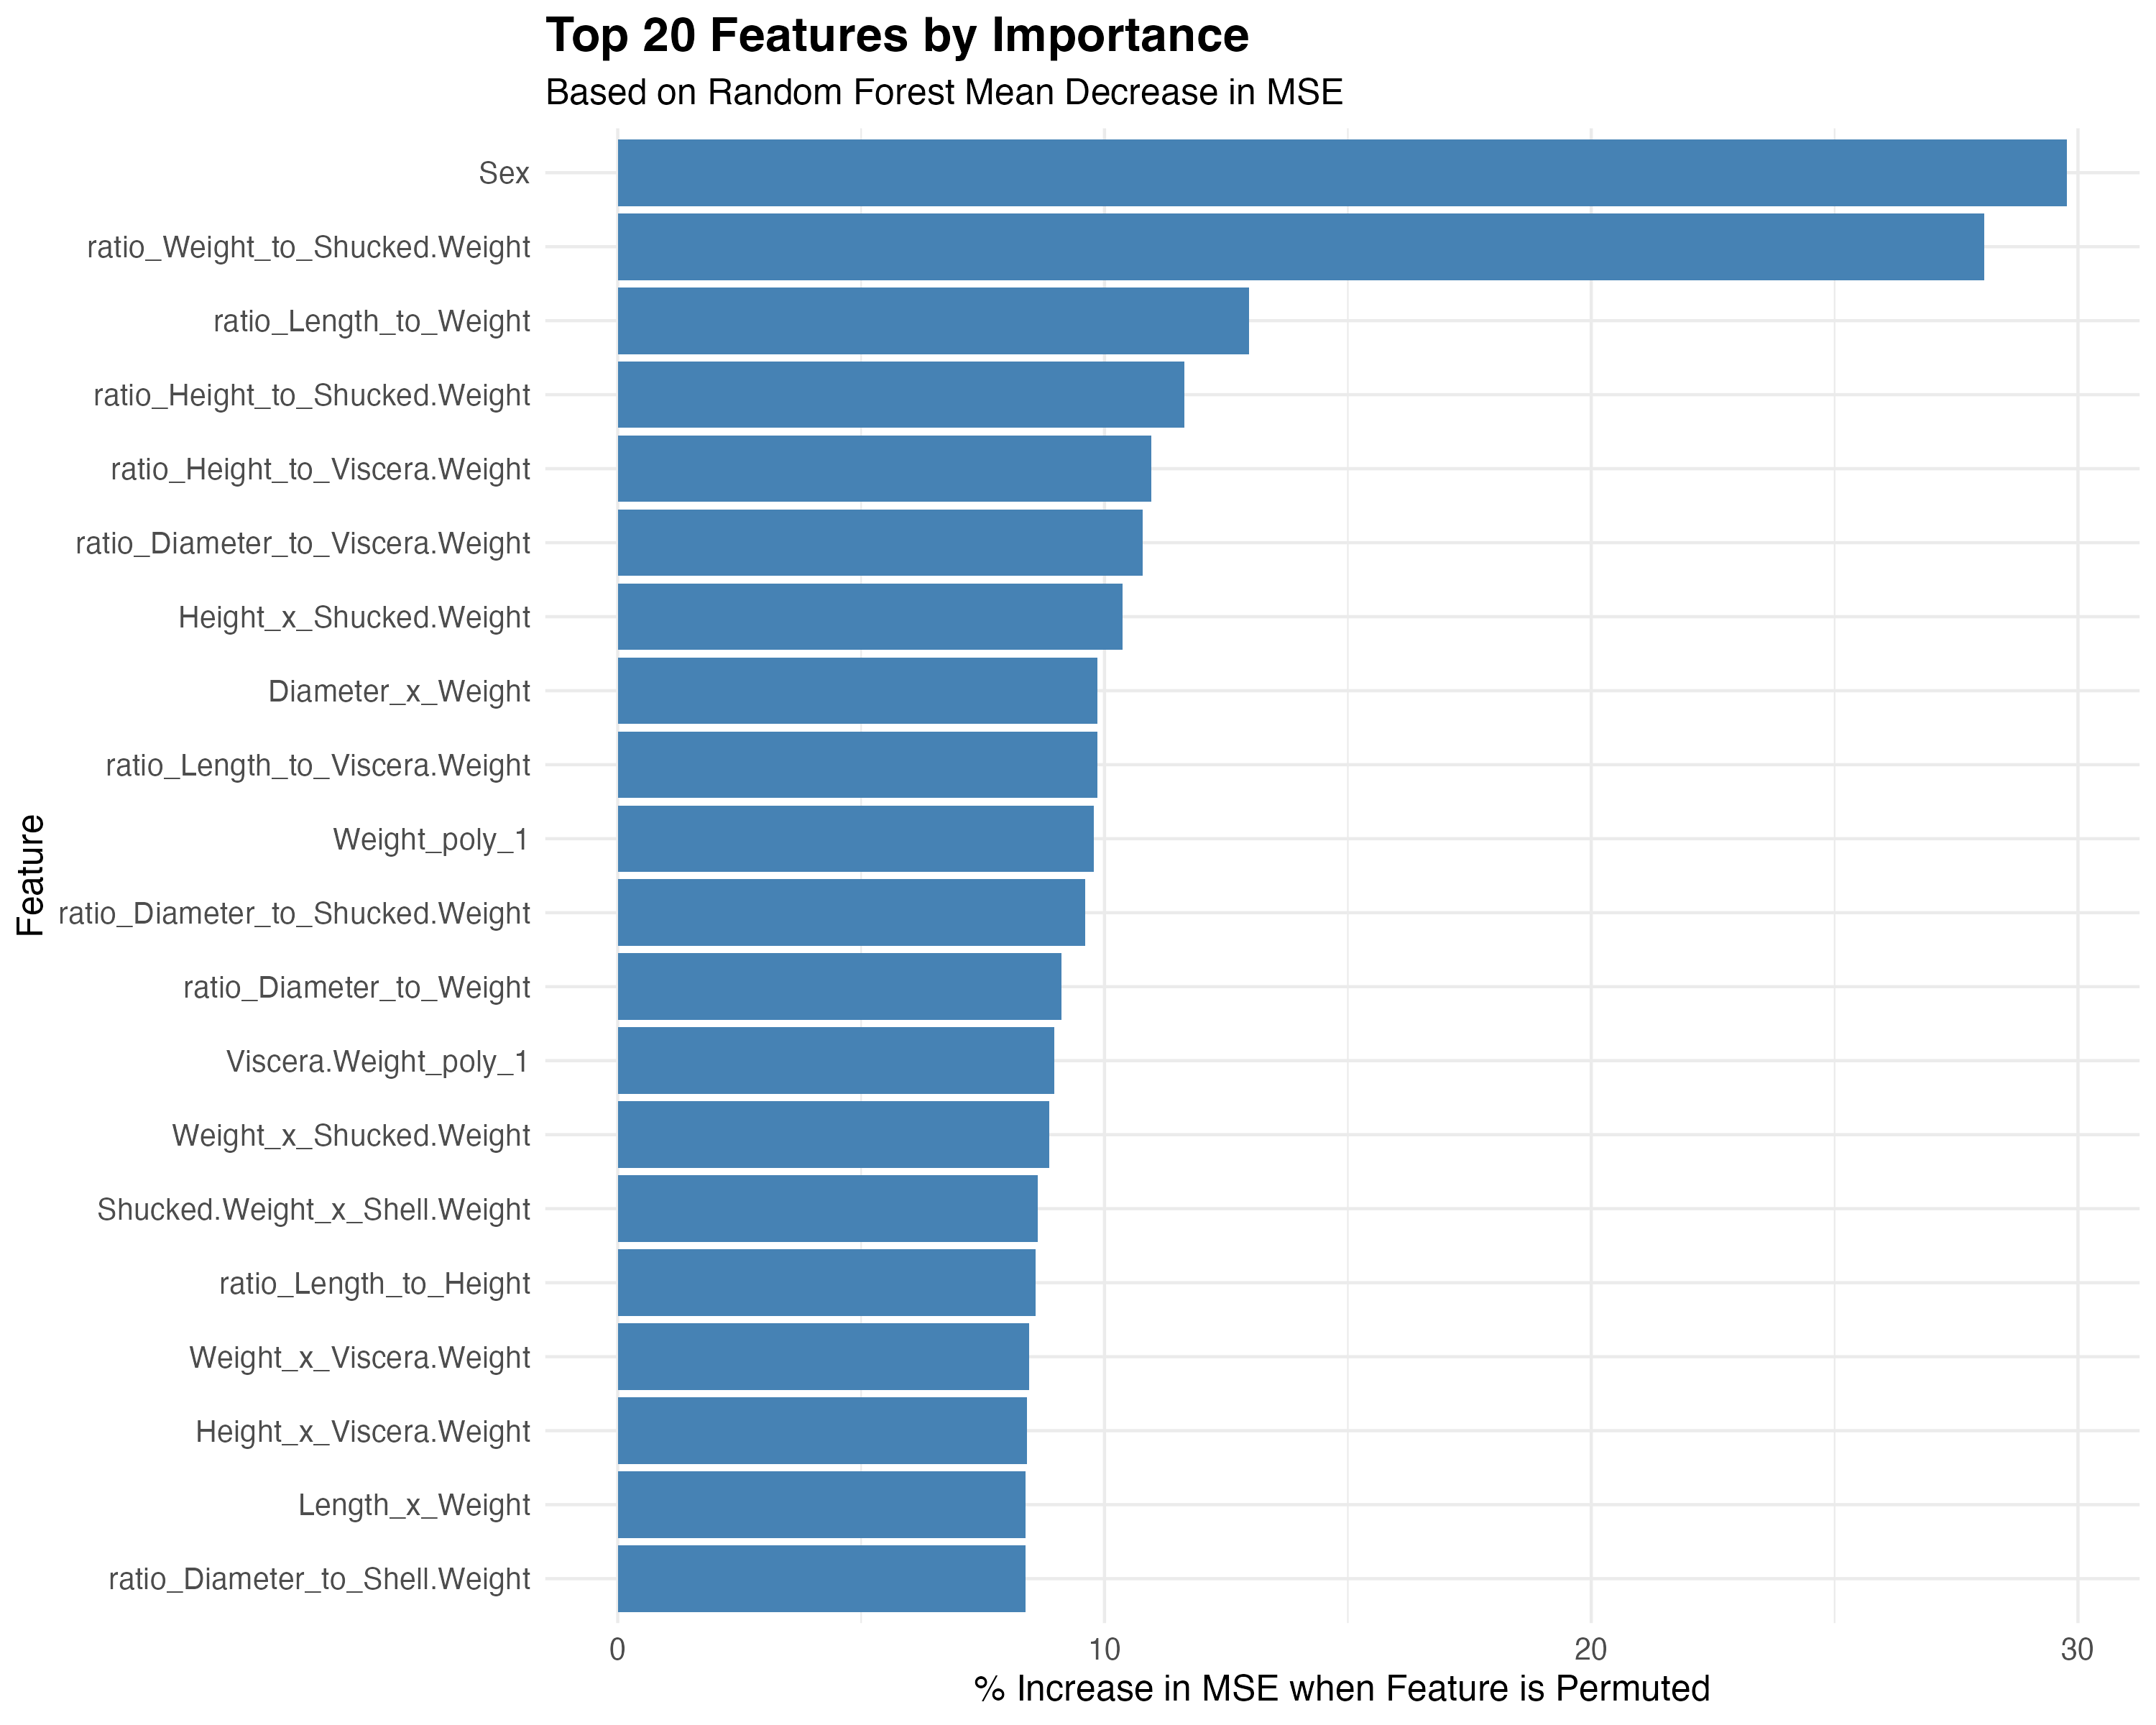 Top 20 Features by Importance
Based on Random Forest Mean Decrease in MSE
Feature
Sex
ratio_Weight_to_Shucked.Weight
ratio_Length_to_Weight
ratio_Height_to_Shucked.Weight
ratio_Height_to_Viscera.Weight
ratio_Diameter_to_Viscera.Weight
Height_x_Shucked.Weight
Diameter_x_Weight
ratio_Length_to_Viscera.Weight
Weight_poly_1
ratio_Diameter_to_Shucked.Weight
ratio_Diameter_to_Weight
Viscera.Weight_poly_1
Weight_x_Shucked.Weight
Shucked.Weight_x_Shell.Weight
ratio_Length_to_Height
Weight_x_Viscera.Weight
Height_x_Viscera.Weight
Length_x_Weight
ratio_Diameter_to_Shell.Weight
0 10 20 30
% Increase in MSE when Feature is Permuted